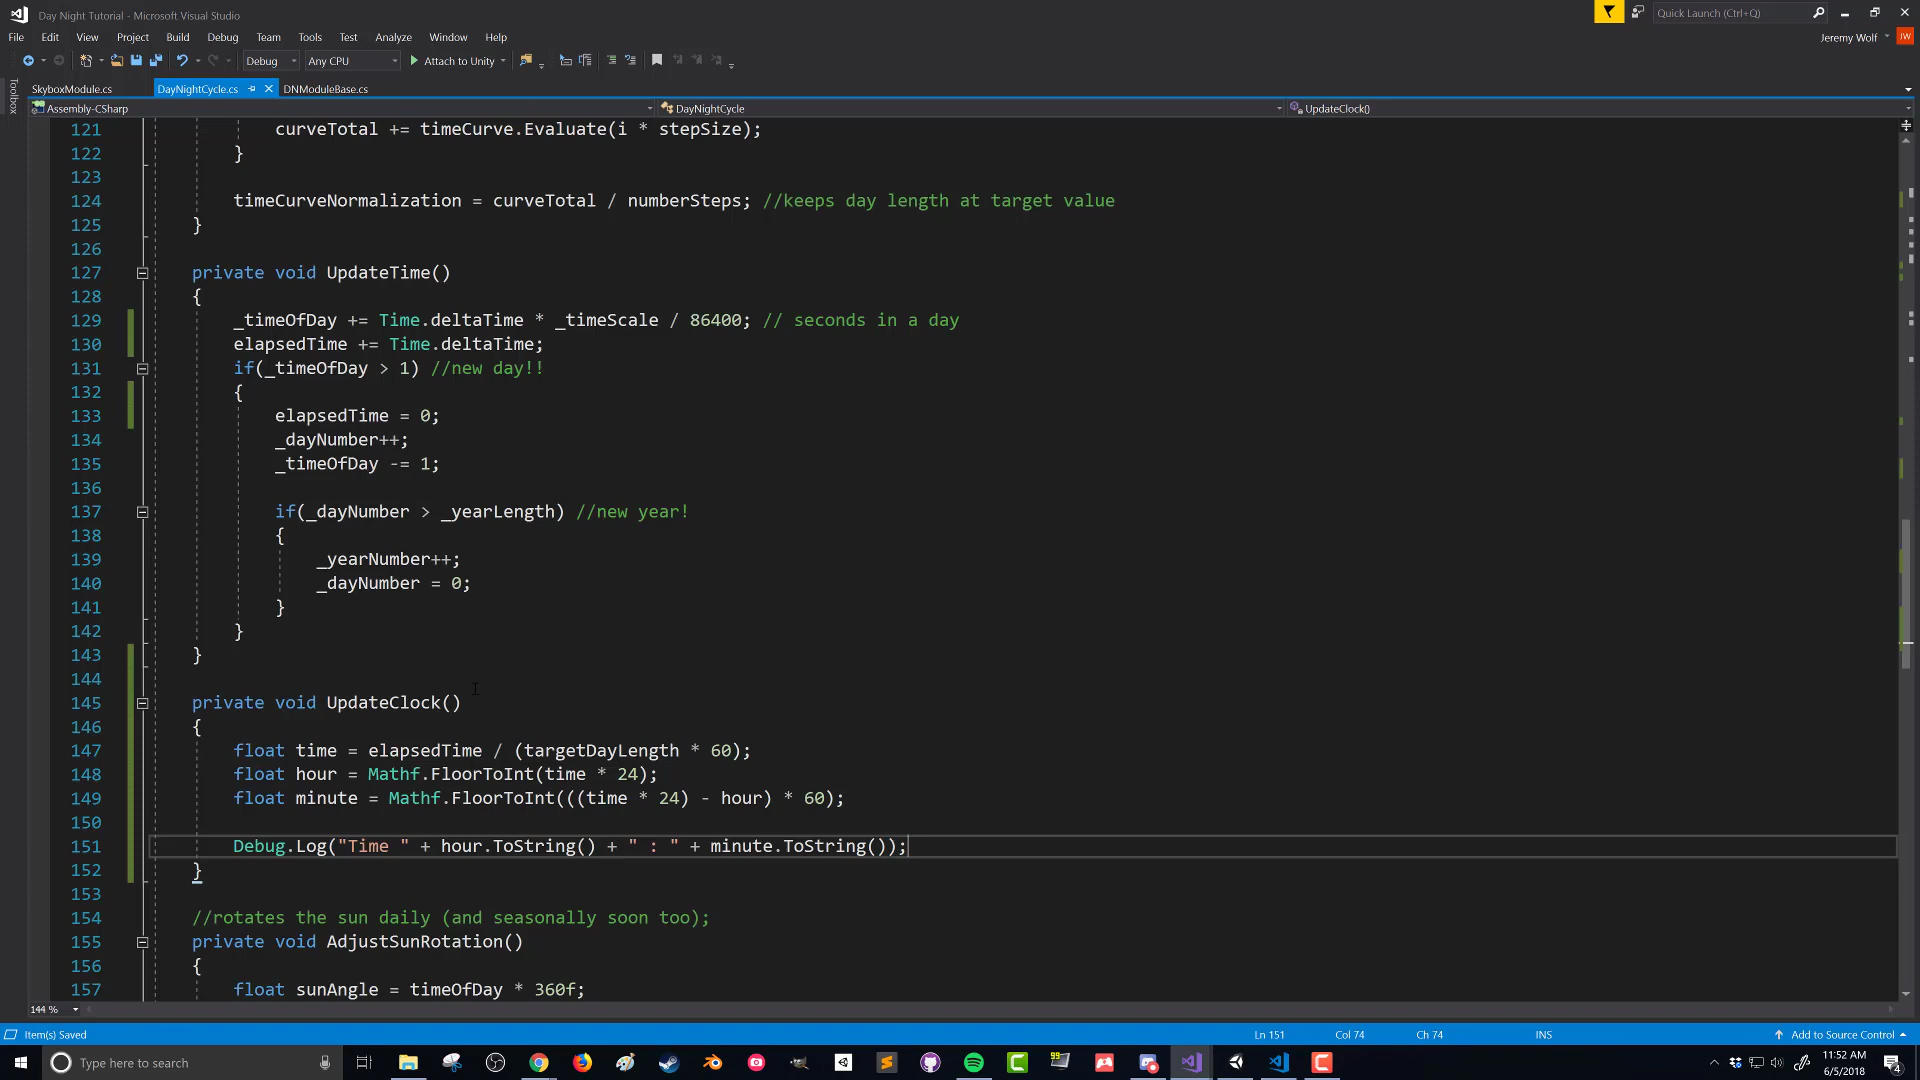 Day Night Tutorial - Microsoft Visual Studio
Quick Launch (Ctrl+Q)
File Edit View Project Build Debug Team Tools Test Analyze Window Help
Jeremy Wolf JW
Debug Any CPU Attach to Unity
Toolbox
SkyboxModule.cs DayNightCycle.cs DNModuleBase.cs
Assembly-CSharp DayNightCycle UpdateClock()
121 curveTotal += timeCurve.Evaluate(i * stepSize);
122 }
123
124 timeCurveNormalization = curveTotal / numberSteps; //keeps day length at target value
125 }
126
127 private void UpdateTime()
128 {
129 _timeOfDay += Time.deltaTime * _timeScale / 86400; // seconds in a day
130 elapsedTime += Time.deltaTime;
131 if(_timeOfDay > 1) //new day!!
132 {
133 elapsedTime = 0;
134 _dayNumber++;
135 _timeOfDay -= 1;
136
137 if(_dayNumber > _yearLength) //new year!
138 {
139 _yearNumber++;
140 _dayNumber = 0;
141 }
142 }
143 }
144
145 private void UpdateClock()
146 {
147 float time = elapsedTime / (targetDayLength * 60);
148 float hour = Mathf.FloorToInt(time * 24);
149 float minute = Mathf.FloorToInt(((time * 24) - hour) * 60);
150
151 Debug.Log("Time " + hour.ToString() + " : " + minute.ToString());
152 }
153
154 //rotates the sun daily (and seasonally soon too);
155 private void AdjustSunRotation()
156 {
157 float sunAngle = timeOfDay * 360f;
144 %
Item(s) Saved Ln 151 Col 74 Ch 74 INS Add to Source Control
Type here to search 99 11:52 AM
6/5/2018 4